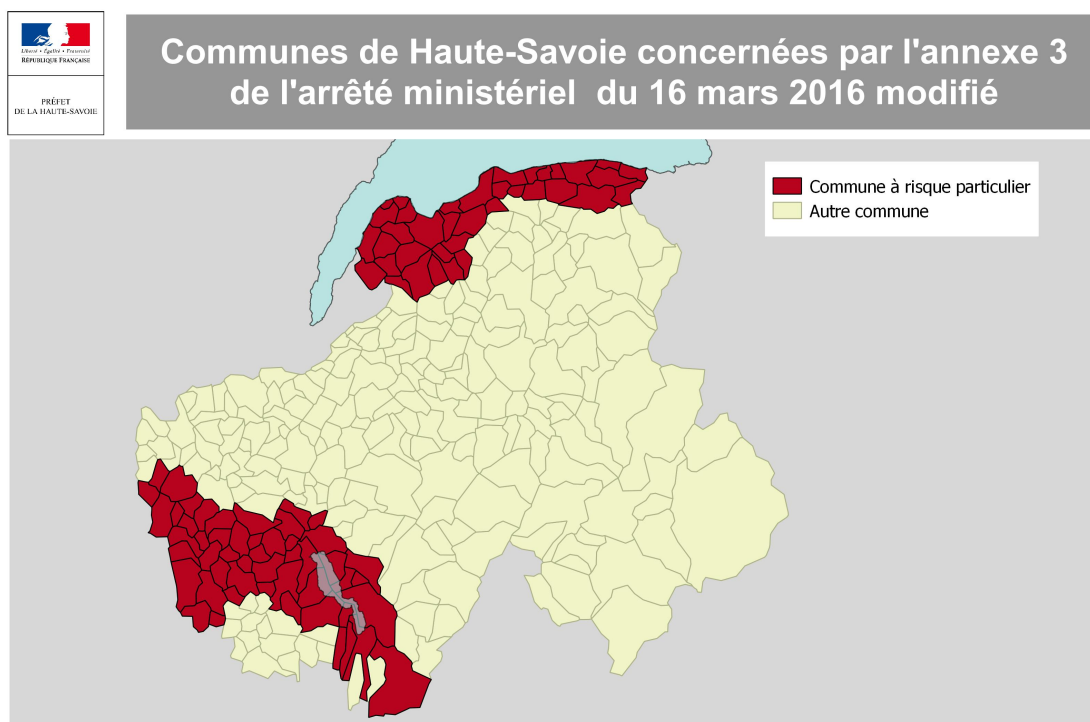 Liberté • Égalité • Fraternité
RÉPUBLIQUE FRANÇAISE
PRÉFET
DE LA HAUTE-SAVOIE
Communes de Haute-Savoie concernées par l'annexe 3
de l'arrêté ministériel du 16 mars 2016 modifié
Commune à risque particulier
Autre commune